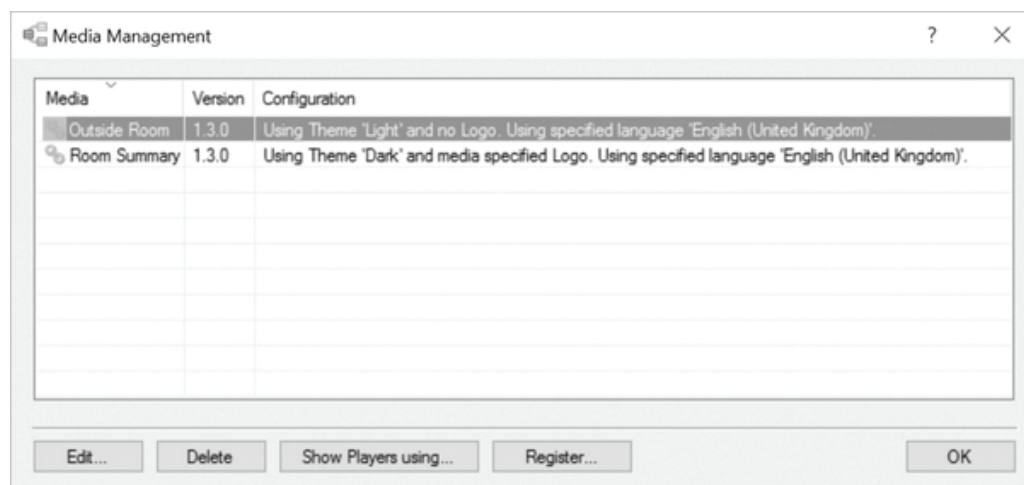 Media Management ?
Media Version Configuration
Outside Room 1.3.0 Using Theme 'Light' and no Logo. Using specified language 'English (United Kingdom)'.
Room Summary 1.3.0 Using Theme 'Dark' and media specified Logo. Using specified language 'English (United Kingdom)'.
Edit... Delete Show Players using... Register... OK